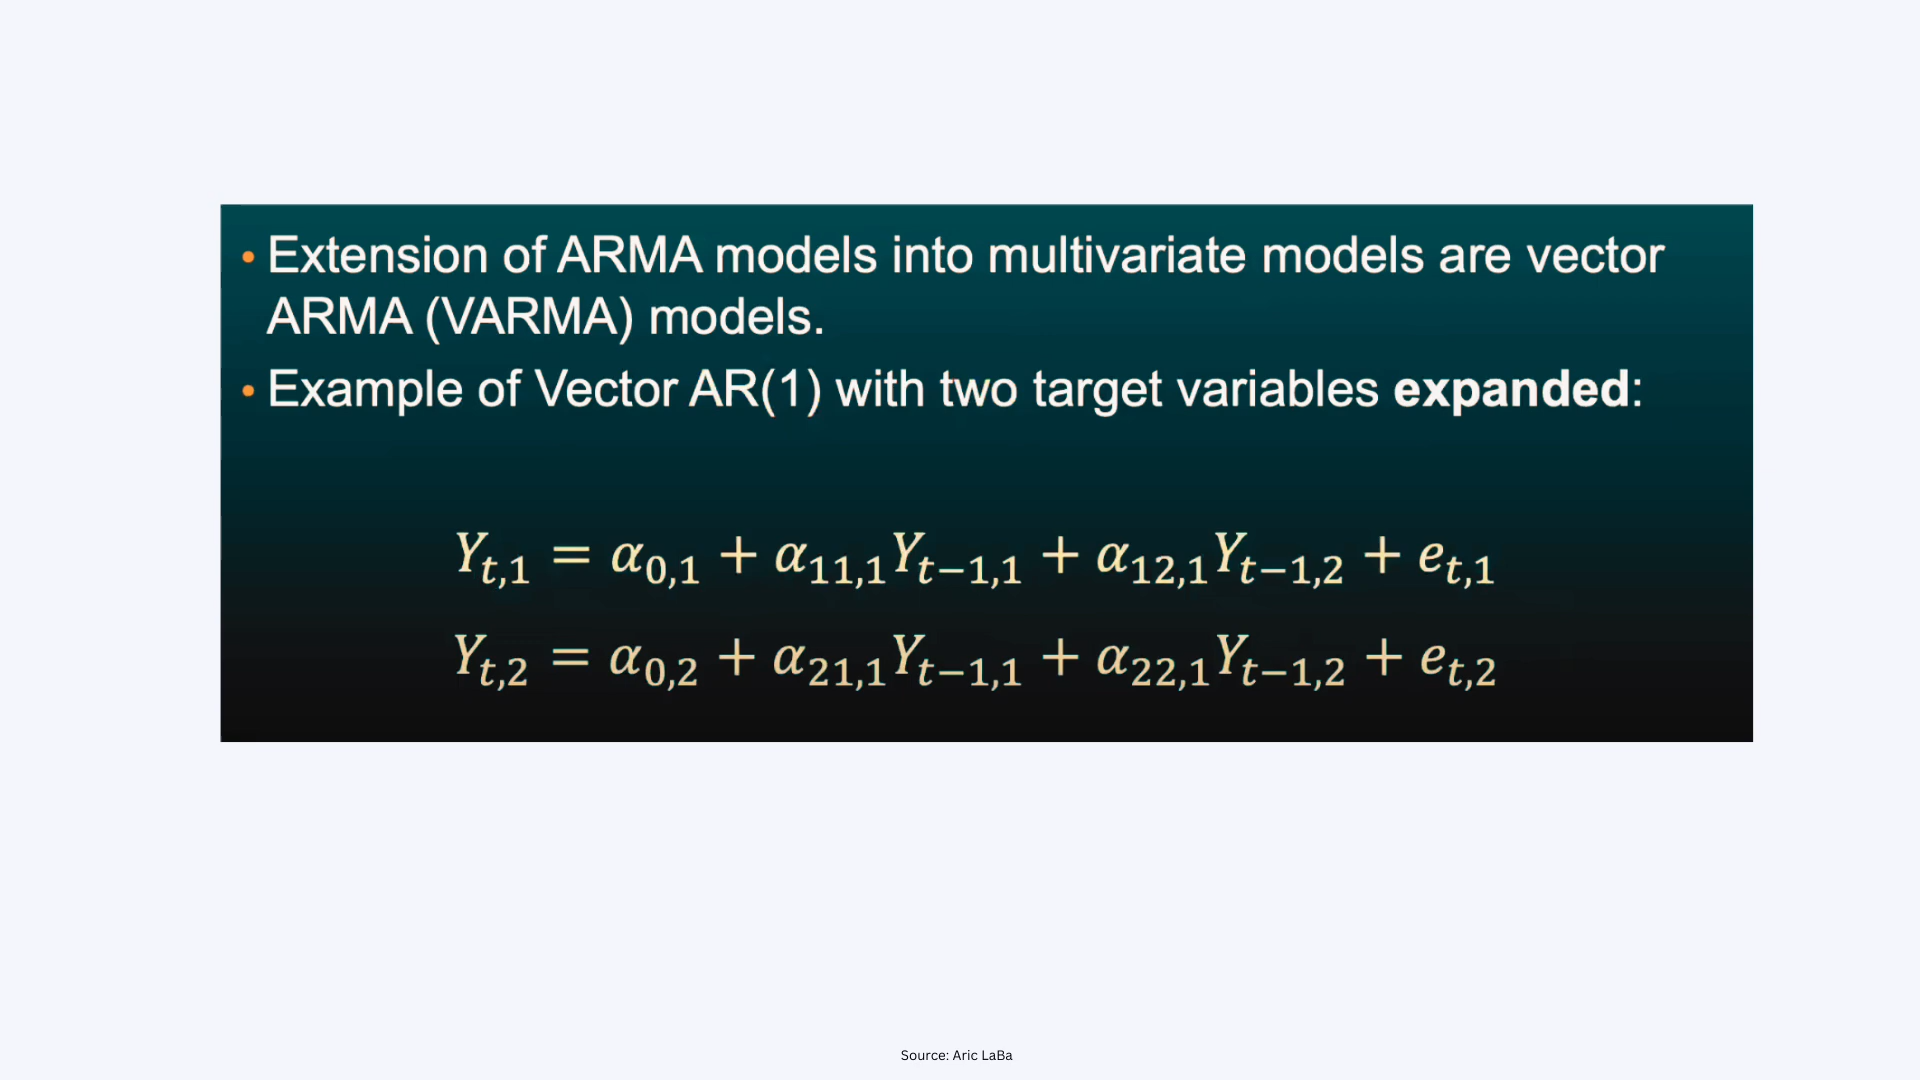 • Extension of ARMA models into multivariate models are vector
ARMA (VARMA) models.
• Example of Vector AR(1) with two target variables expanded:
Y_{t,1} = α_{0,1} + α_{11,1}Y_{t−1,1} + α_{12,1}Y_{t−1,2} + e_{t,1}
Y_{t,2} = α_{0,2} + α_{21,1}Y_{t−1,1} + α_{22,1}Y_{t−1,2} + e_{t,2}
Source: Aric LaBa